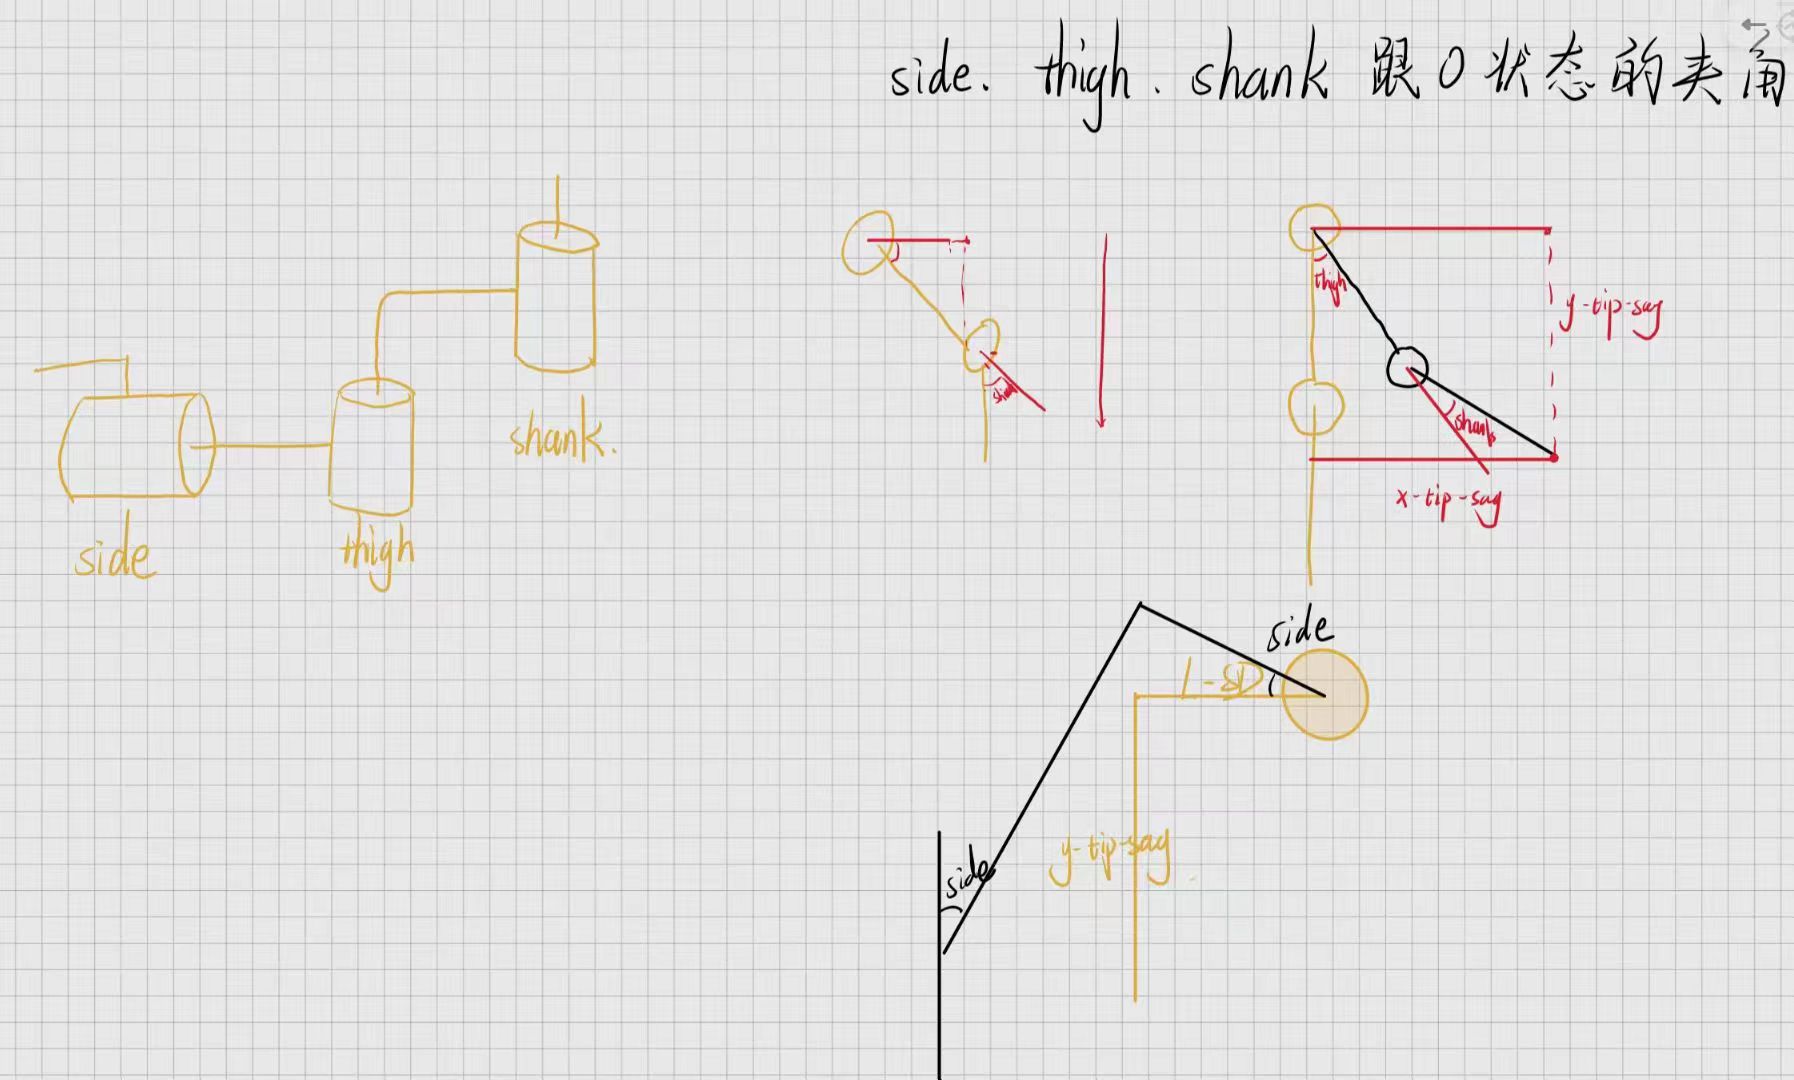 side. thigh. shank 跟0状态的夹角
shank.
side
thigh
thigh
y-tip-sag
shank
x-tip-sag
side
L-SD
side
y-tip-sag